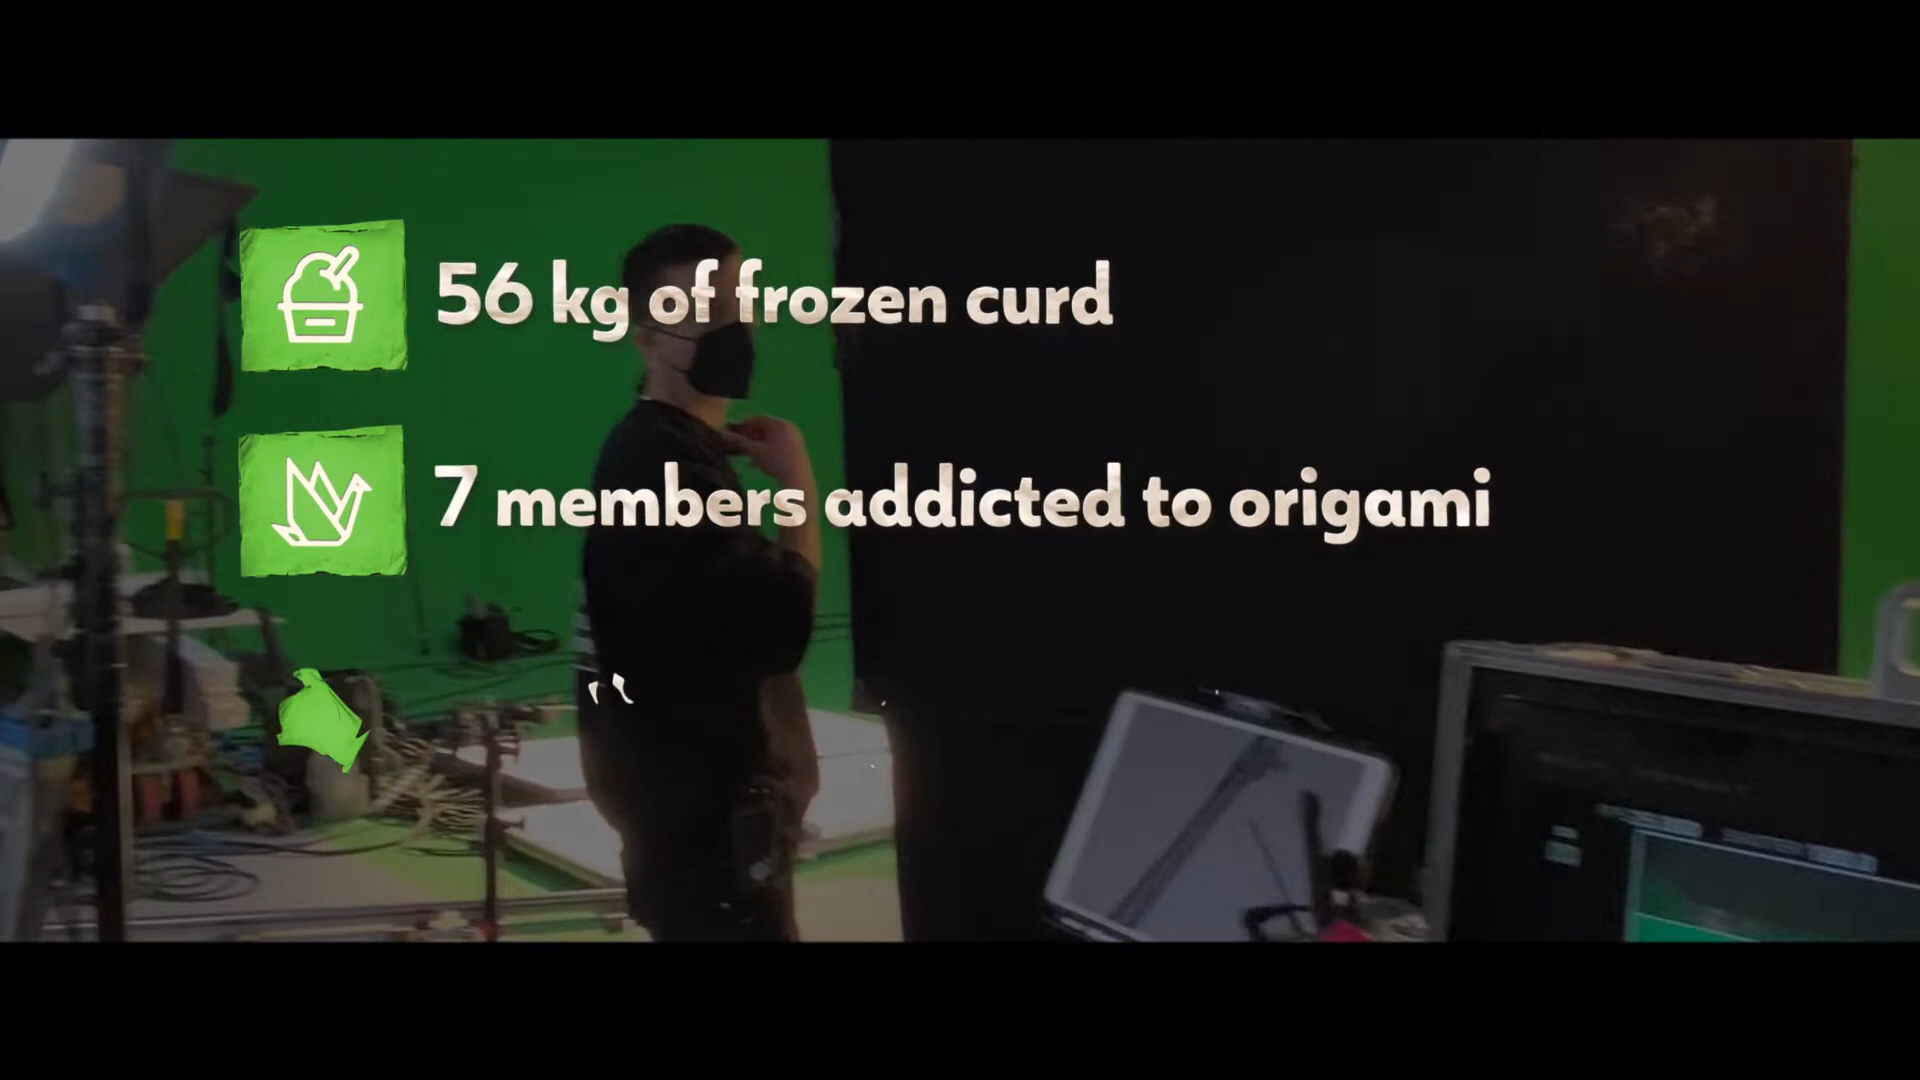 56 kg of frozen curd
7 members addicted to origami